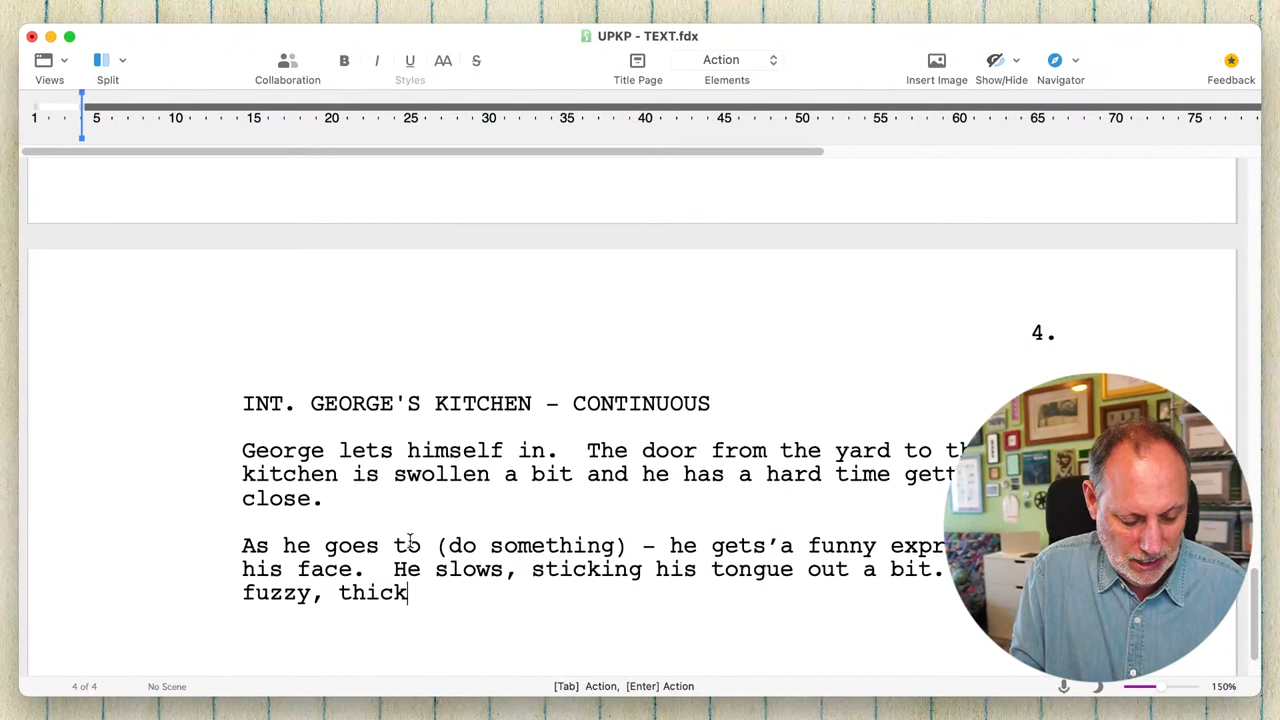 UPKP - TEXT.fdx
Action
Views Split Collaboration Styles Title Page Elements Insert Image Show/Hide Navigator Feedback
B I U AA S
1 5 10 15 20 25 30 35 40 45 50 55 60 65 70 75
4.
INT. GEORGE'S KITCHEN - CONTINUOUS
George lets himself in. The door from the yard to
kitchen is swollen a bit and he has a hard time
close.
As he goes to (do something) - he gets'a funny
his face. He slows, sticking his tongue out a bit.
fuzzy, thick
4 of 4 No Scene [Tab] Action, [Enter] Action 150%